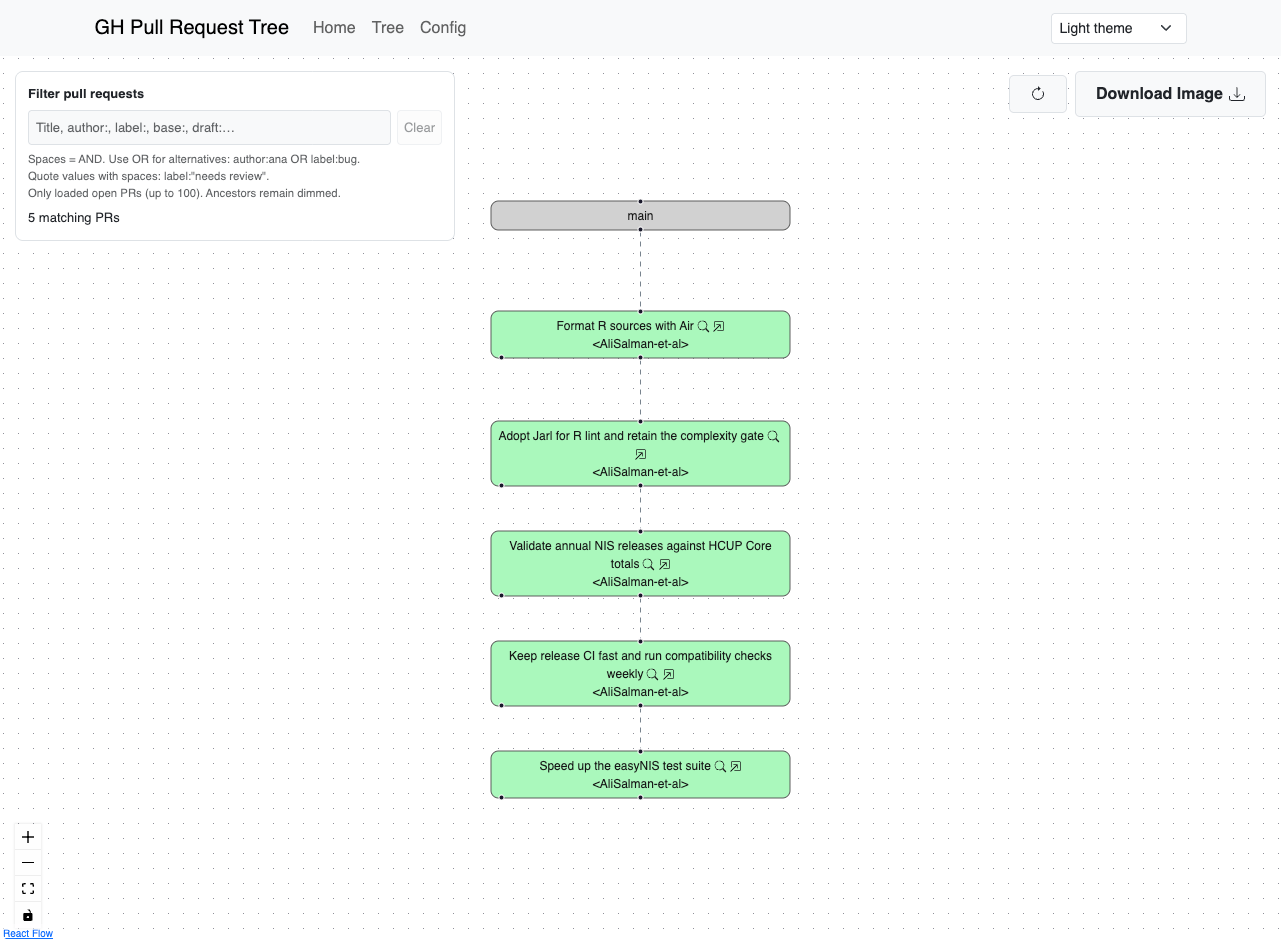 GH Pull Request Tree
Home
Tree
Config
Light theme
Filter pull requests
Title, author:, label:, base:, draft:...
Clear
Spaces = AND. Use OR for alternatives: author:ana OR label:bug.
Quote values with spaces: label:"needs review".
Only loaded open PRs (up to 100). Ancestors remain dimmed.
5 matching PRs
Download Image
main
Format R sources with Air
<AliSalman-et-al>
Adopt Jarl for R lint and retain the complexity gate
<AliSalman-et-al>
Validate annual NIS releases against HCUP Core
totals
<AliSalman-et-al>
Keep release CI fast and run compatibility checks
weekly
<AliSalman-et-al>
Speed up the easyNIS test suite
<AliSalman-et-al>
React Flow